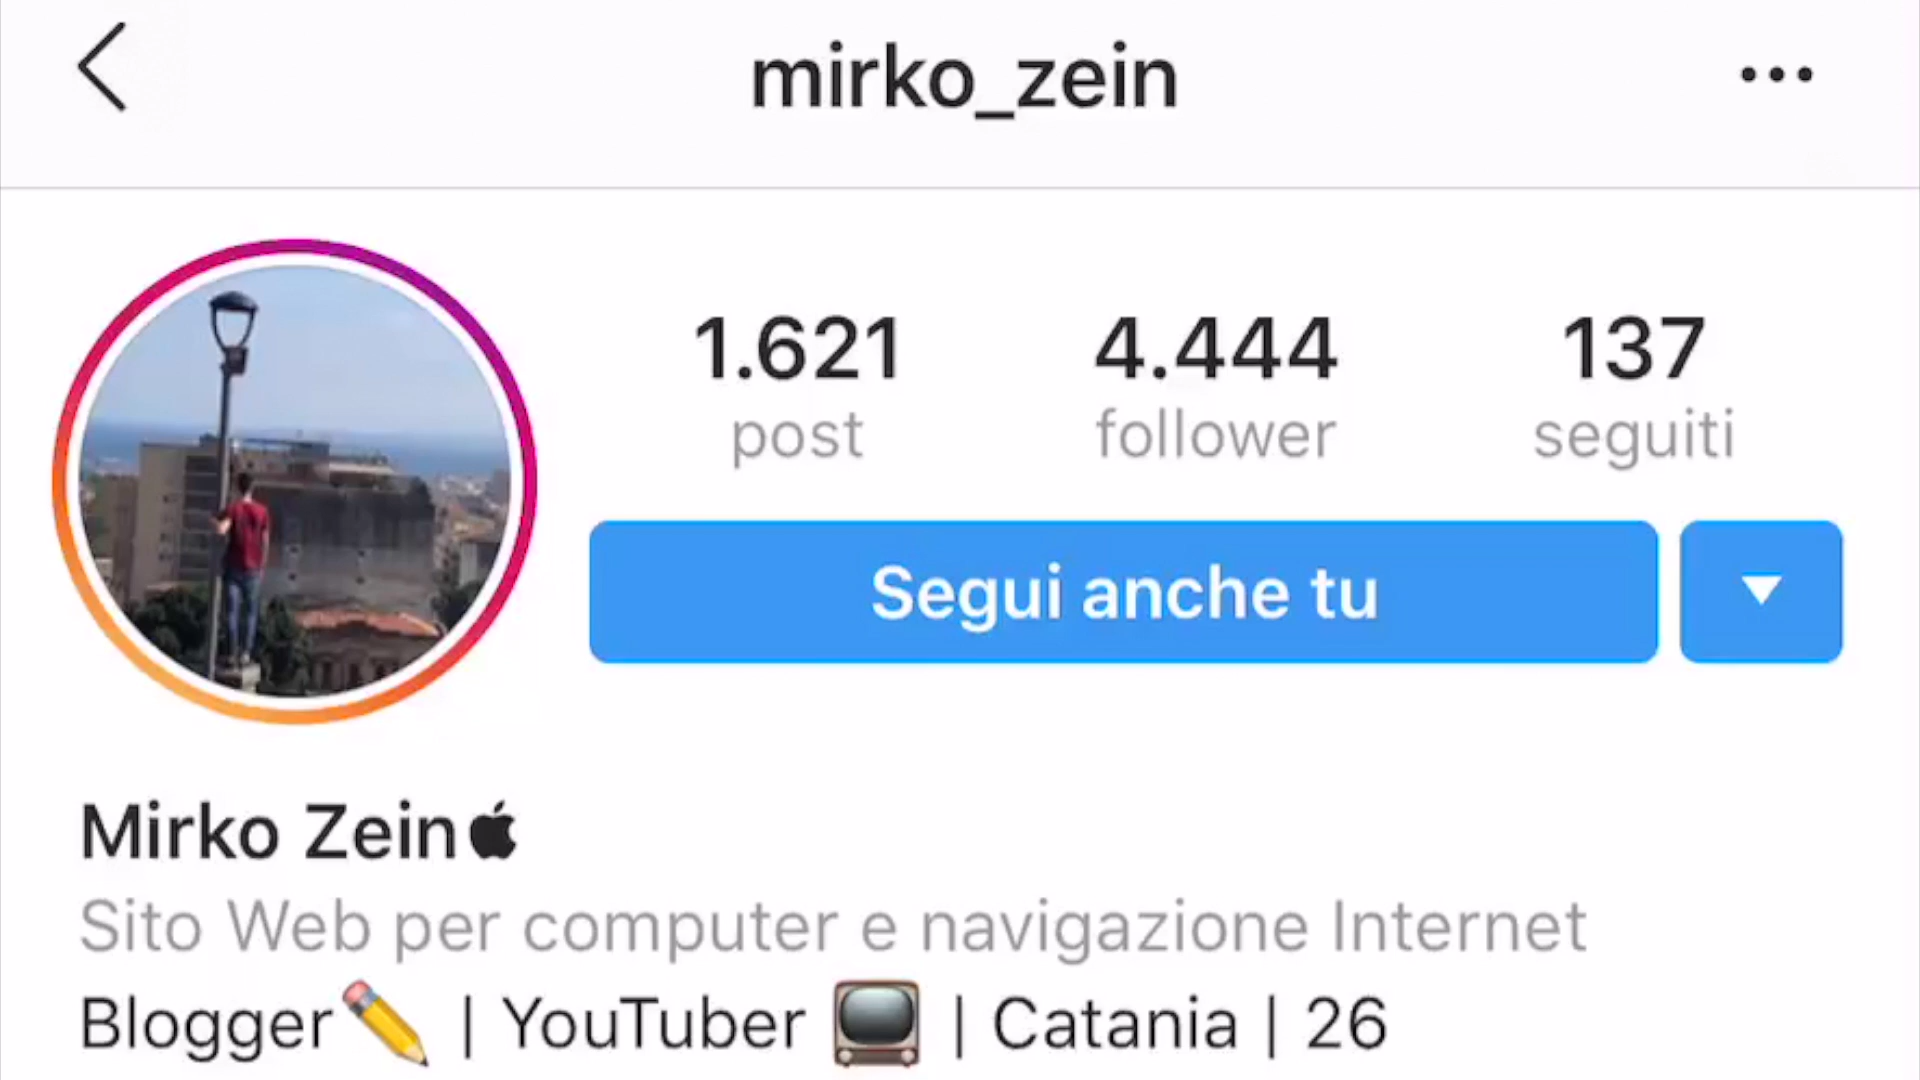 mirko_zein
1.621 4.444 137
post follower seguiti
Segui anche tu
Mirko Zein
Sito Web per computer e navigazione Internet
Blogger✏️ | YouTuber 📺 | Catania | 26